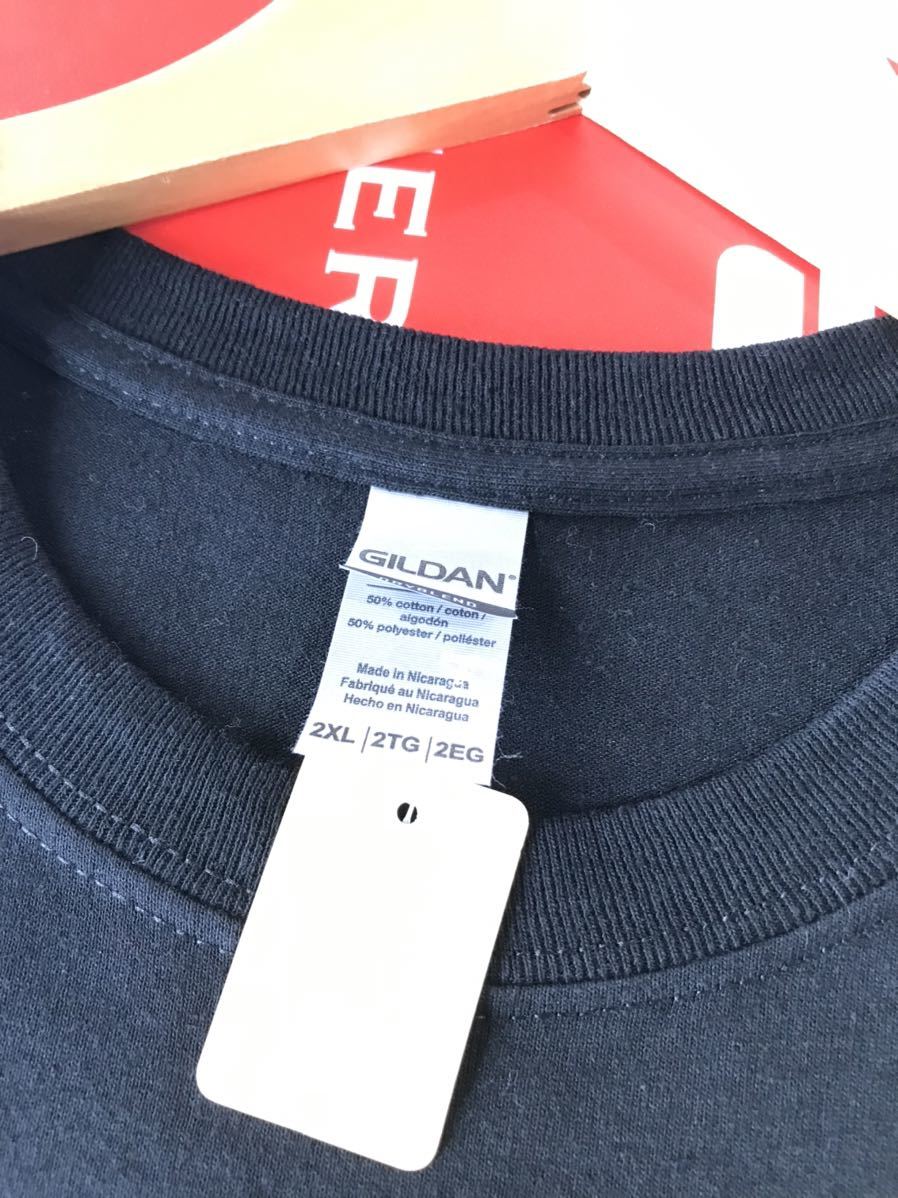 GILDAN®
DRYBLEND
50% cotton / coton /
algodón
50% polyester / poliéster
Made in Nicaragua
Fabriqué au Nicaragua
Hecho en Nicaragua
2XL | 2TG | 2EG